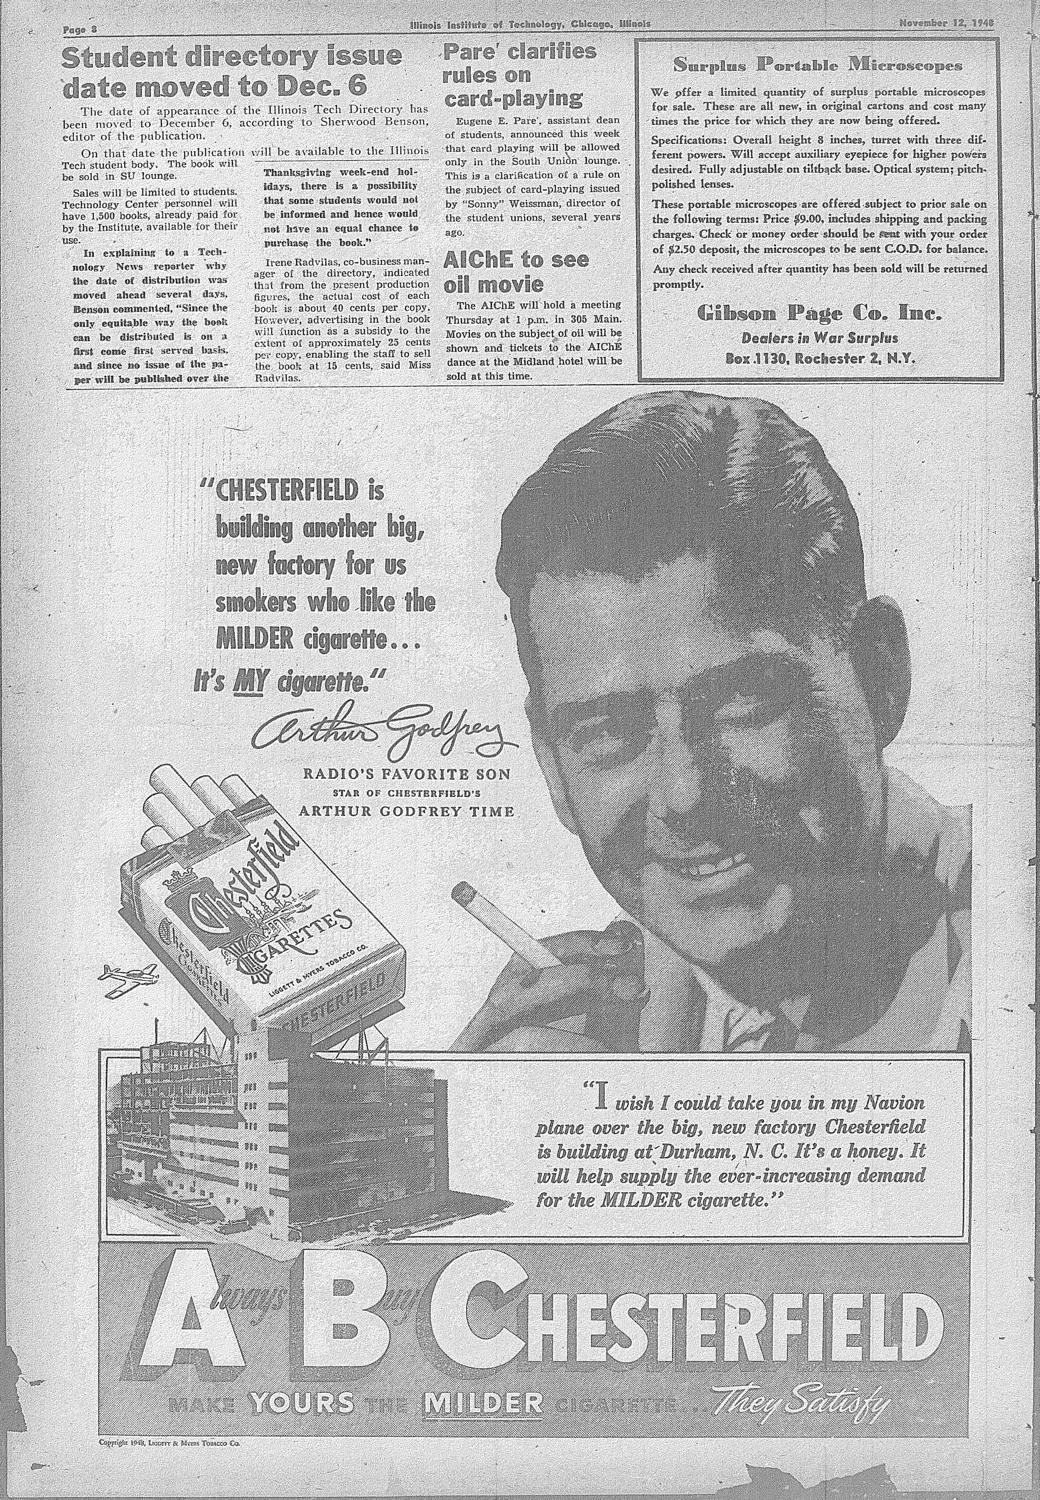 Page 8
Illinois Institute of Technology, Chicago, Illinois
November 12, 1948
Student directory issue
date moved to Dec. 6
The date of appearance of the Illinois Tech Directory has
been moved to December 6, according to Sherwood Benson,
editor of the publication.
On that date the publication will be available to the Illinois
Tech student body. The book will
be sold in SU lounge.
Sales will be limited to students.
Technology Center personnel will
have 1,500 books, already paid for
by the Institute, available for their
use.
In explaining to a Tech-
nology News reporter why
the date of distribution was
moved ahead several days,
Benson commented, "Since the
only equitable way the book
can be distributed is on a
first come first served basis,
and since no issue of the pa-
per will be published over the
Thanksgiving week-end hol-
idays, there is a possibility
that some students would not
be informed and hence would
not have an equal chance to
purchase the book."
Irene Radvilas, co-business man-
ager of the directory, indicated
that from the present production
figures, the actual cost of each
book is about 40 cents per copy.
However, advertising in the book
will function as a subsidy to the
extent of approximately 25 cents
per copy, enabling the staff to sell
the book at 15 cents, said Miss
Radvilas.
Pare' clarifies
rules on
card-playing
Eugene E. Pare', assistant dean
of students, announced this week
that card playing will be allowed
only in the South Union lounge.
This is a clarification of a rule on
the subject of card-playing issued
by "Sonny" Weissman, director of
the student unions, several years
ago.
AIChE to see
oil movie
The AIChE will hold a meeting
Thursday at 1 p.m. in 305 Main.
Movies on the subject of oil will be
shown and tickets to the AIChE
dance at the Midland hotel will be
sold at this time.
Surplus Portable Microscopes
We offer a limited quantity of surplus portable microscopes
for sale. These are all new, in original cartons and cost many
times the price for which they are now being offered.
Specifications: Overall height 8 inches, turret with three dif-
ferent powers. Will accept auxiliary eyepiece for higher powers
desired. Fully adjustable on tiltback base. Optical system; pitch-
polished lenses.
These portable microscopes are offered subject to prior sale on
the following terms: Price $9.00, includes shipping and packing
charges. Check or money order should be sent with your order
of $2.50 deposit, the microscopes to be sent C.O.D. for balance.
Any check received after quantity has been sold will be returned
promptly.
Gibson Page Co. Inc.
Dealers in War Surplus
Box 1130, Rochester 2, N.Y.
"CHESTERFIELD is
building another big,
new factory for us
smokers who like the
MILDER cigarette...
It's MY cigarette."
Arthur Godfrey
RADIO'S FAVORITE SON
STAR OF CHESTERFIELD'S
ARTHUR GODFREY TIME
Chesterfield
CIGARETTES
LIGGETT & MYERS TOBACCO CO.
Chesterfield
CIGARETTES
CHESTERFIELD
"I wish I could take you in my Navion
plane over the big, new factory Chesterfield
is building at Durham, N. C. It's a honey. It
will help supply the ever-increasing demand
for the MILDER cigarette."
Always Buy CHESTERFIELD
MAKE YOURS THE MILDER CIGARETTE... They Satisfy
Copyright 1948, LIGGETT & MYERS TOBACCO CO.